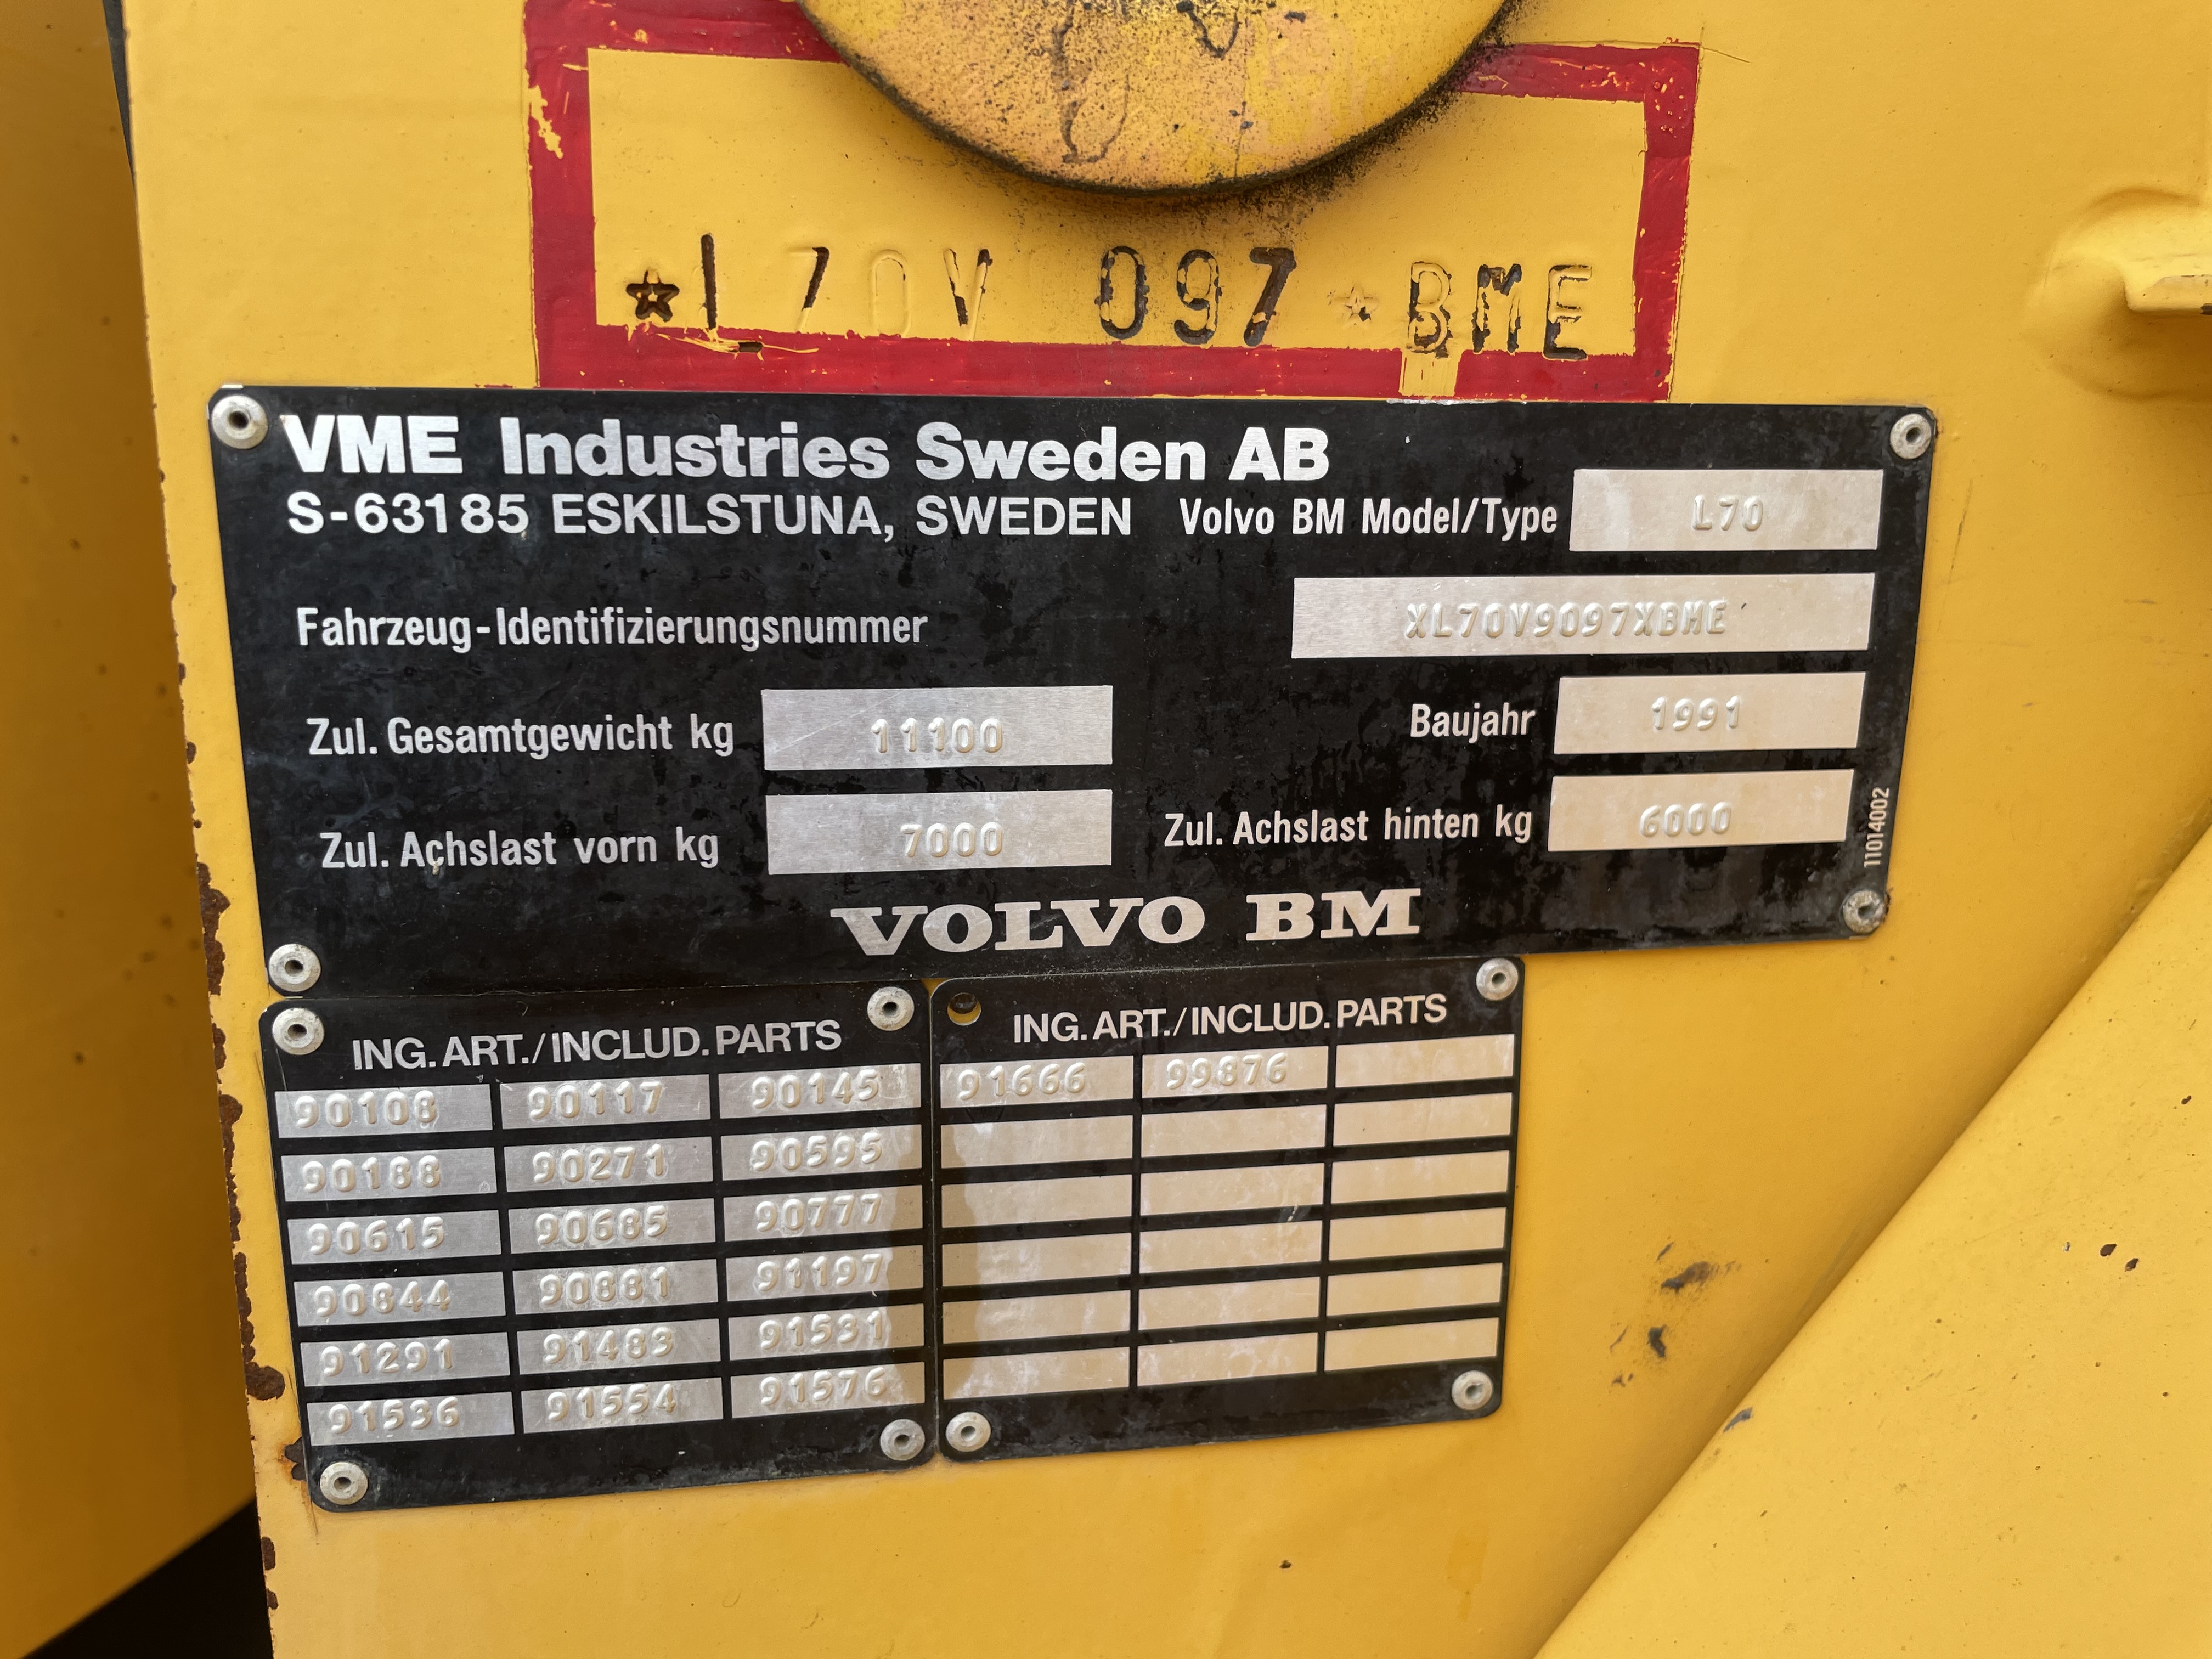 ★L70V 097★BME
VME Industries Sweden AB
S-63185 ESKILSTUNA, SWEDEN Volvo BM Model/Type L70
Fahrzeug-Identifizierungsnummer XL70V9097XBME
Zul. Gesamtgewicht kg 11100 Baujahr 1991
Zul. Achslast vorn kg 7000 Zul. Achslast hinten kg 6000
11014002
VOLVO BM
ING. ART./INCLUD. PARTS
90108 90117 90145
90188 90271 90595
90615 90685 90777
90844 90881 91197
91291 91483 91531
91536 91554 91576
ING. ART./INCLUD. PARTS
91666 99876